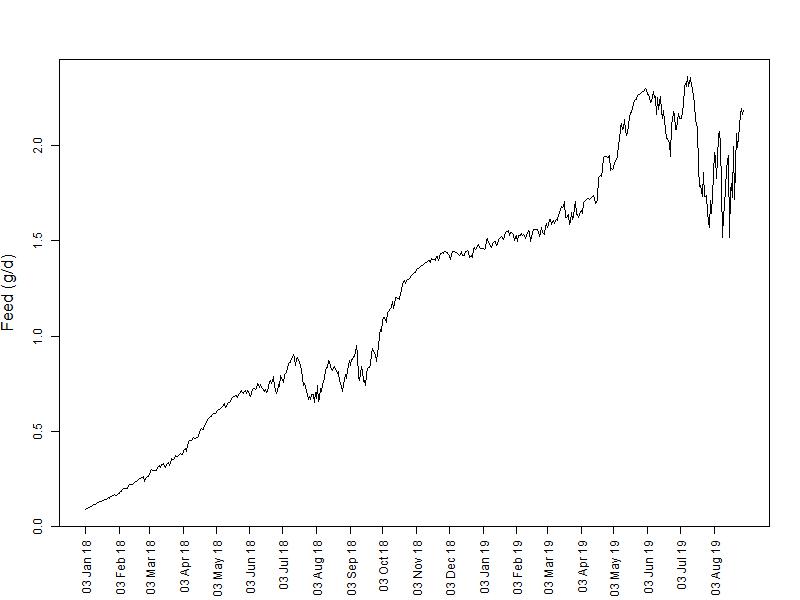 Feed (g/d)
2.0
1.5
1.0
0.5
0.0
03 Jan 18
03 Feb 18
03 Mar 18
03 Apr 18
03 May 18
03 Jun 18
03 Jul 18
03 Aug 18
03 Sep 18
03 Oct 18
03 Nov 18
03 Dec 18
03 Jan 19
03 Feb 19
03 Mar 19
03 Apr 19
03 May 19
03 Jun 19
03 Jul 19
03 Aug 19